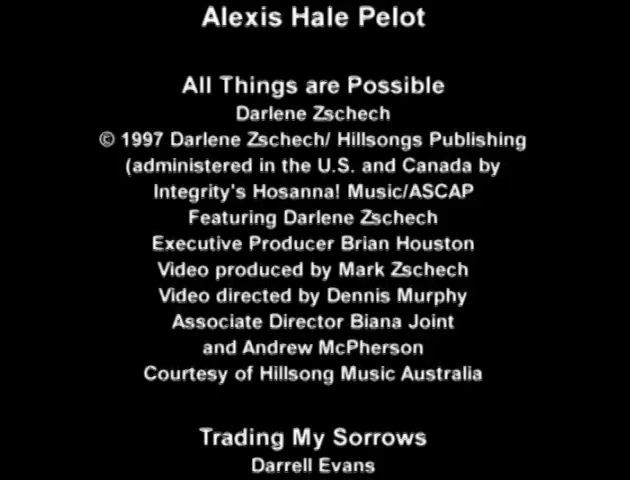 Alexis Hale Pelot
All Things are Possible
Darlene Zschech
© 1997 Darlene Zschech/ Hillsongs Publishing
(administered in the U.S. and Canada by
Integrity's Hosanna! Music/ASCAP
Featuring Darlene Zschech
Executive Producer Brian Houston
Video produced by Mark Zschech
Video directed by Dennis Murphy
Associate Director Biana Joint
and Andrew McPherson
Courtesy of Hillsong Music Australia
Trading My Sorrows
Darrell Evans